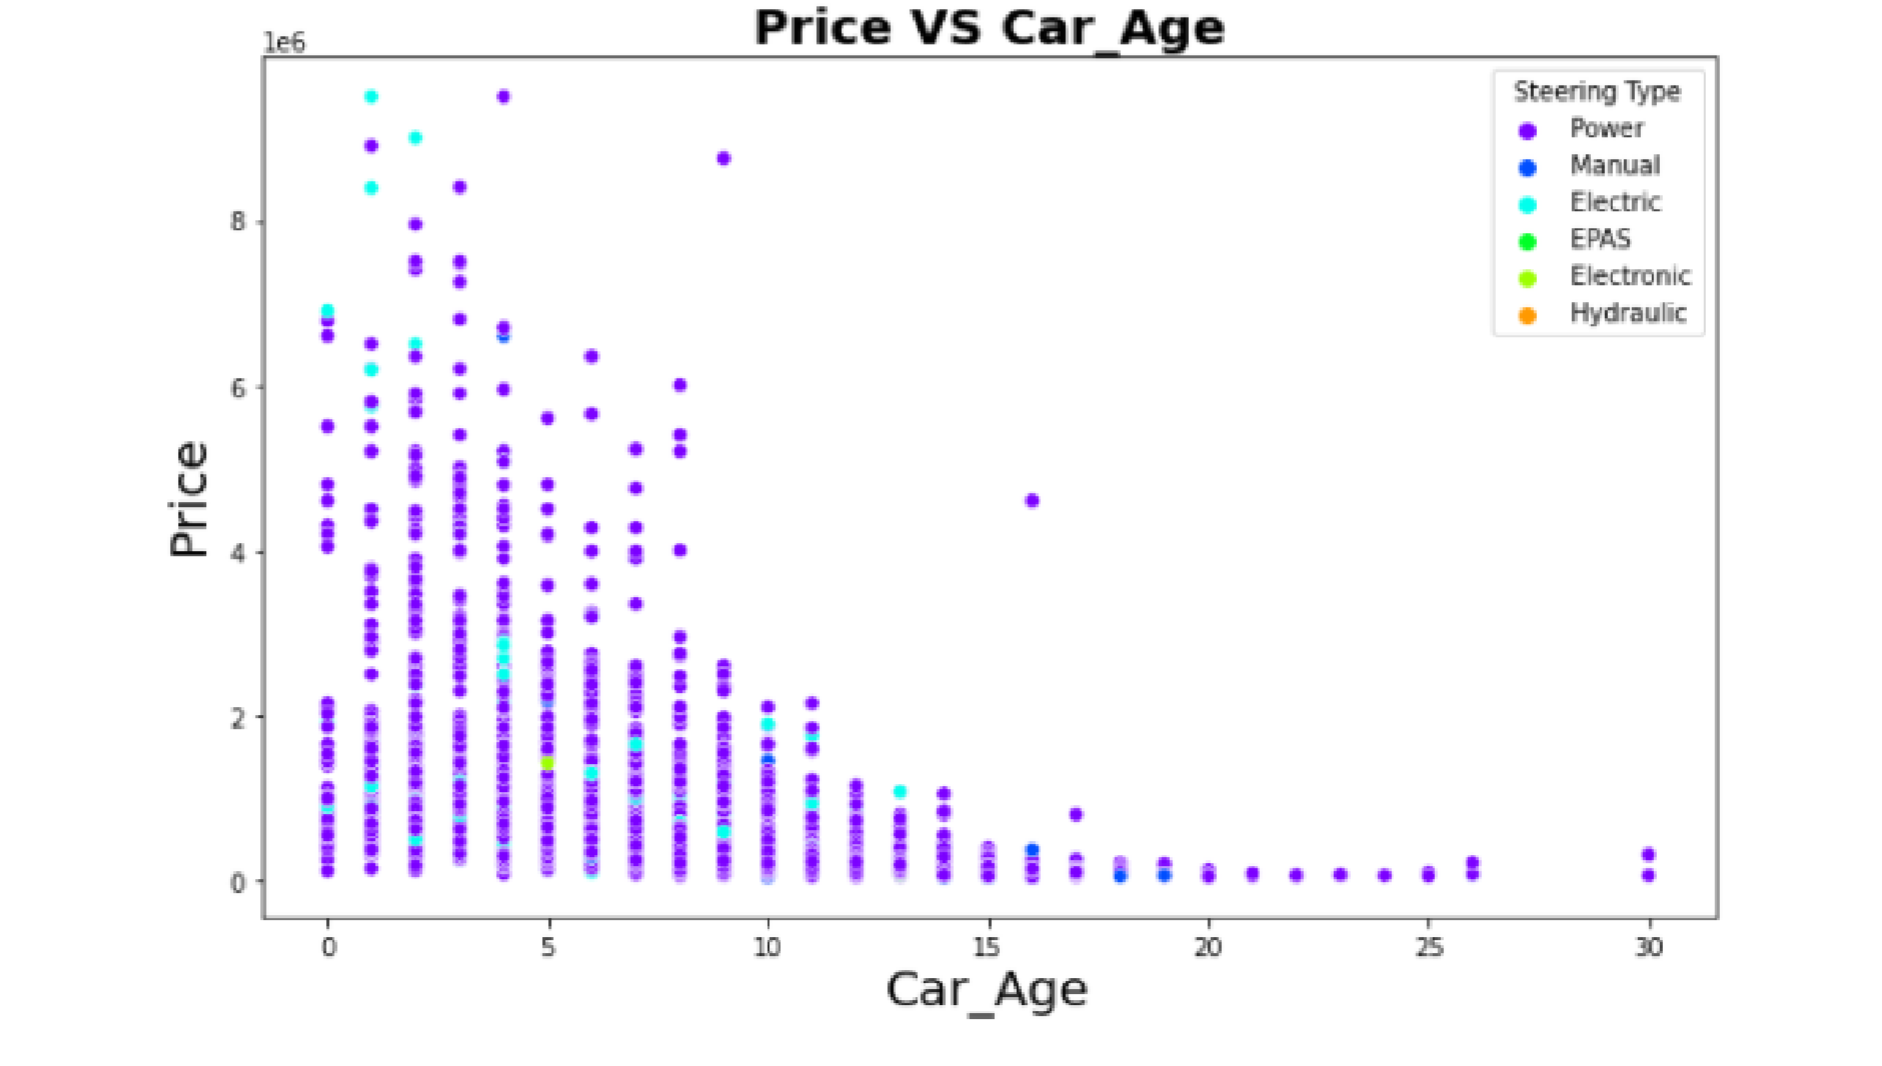 Price VS Car_Age
1e6
Steering Type
Power
Manual
Electric
EPAS
Electronic
Hydraulic
8
6
4
2
0
Price
0 5 10 15 20 25 30
Car_Age